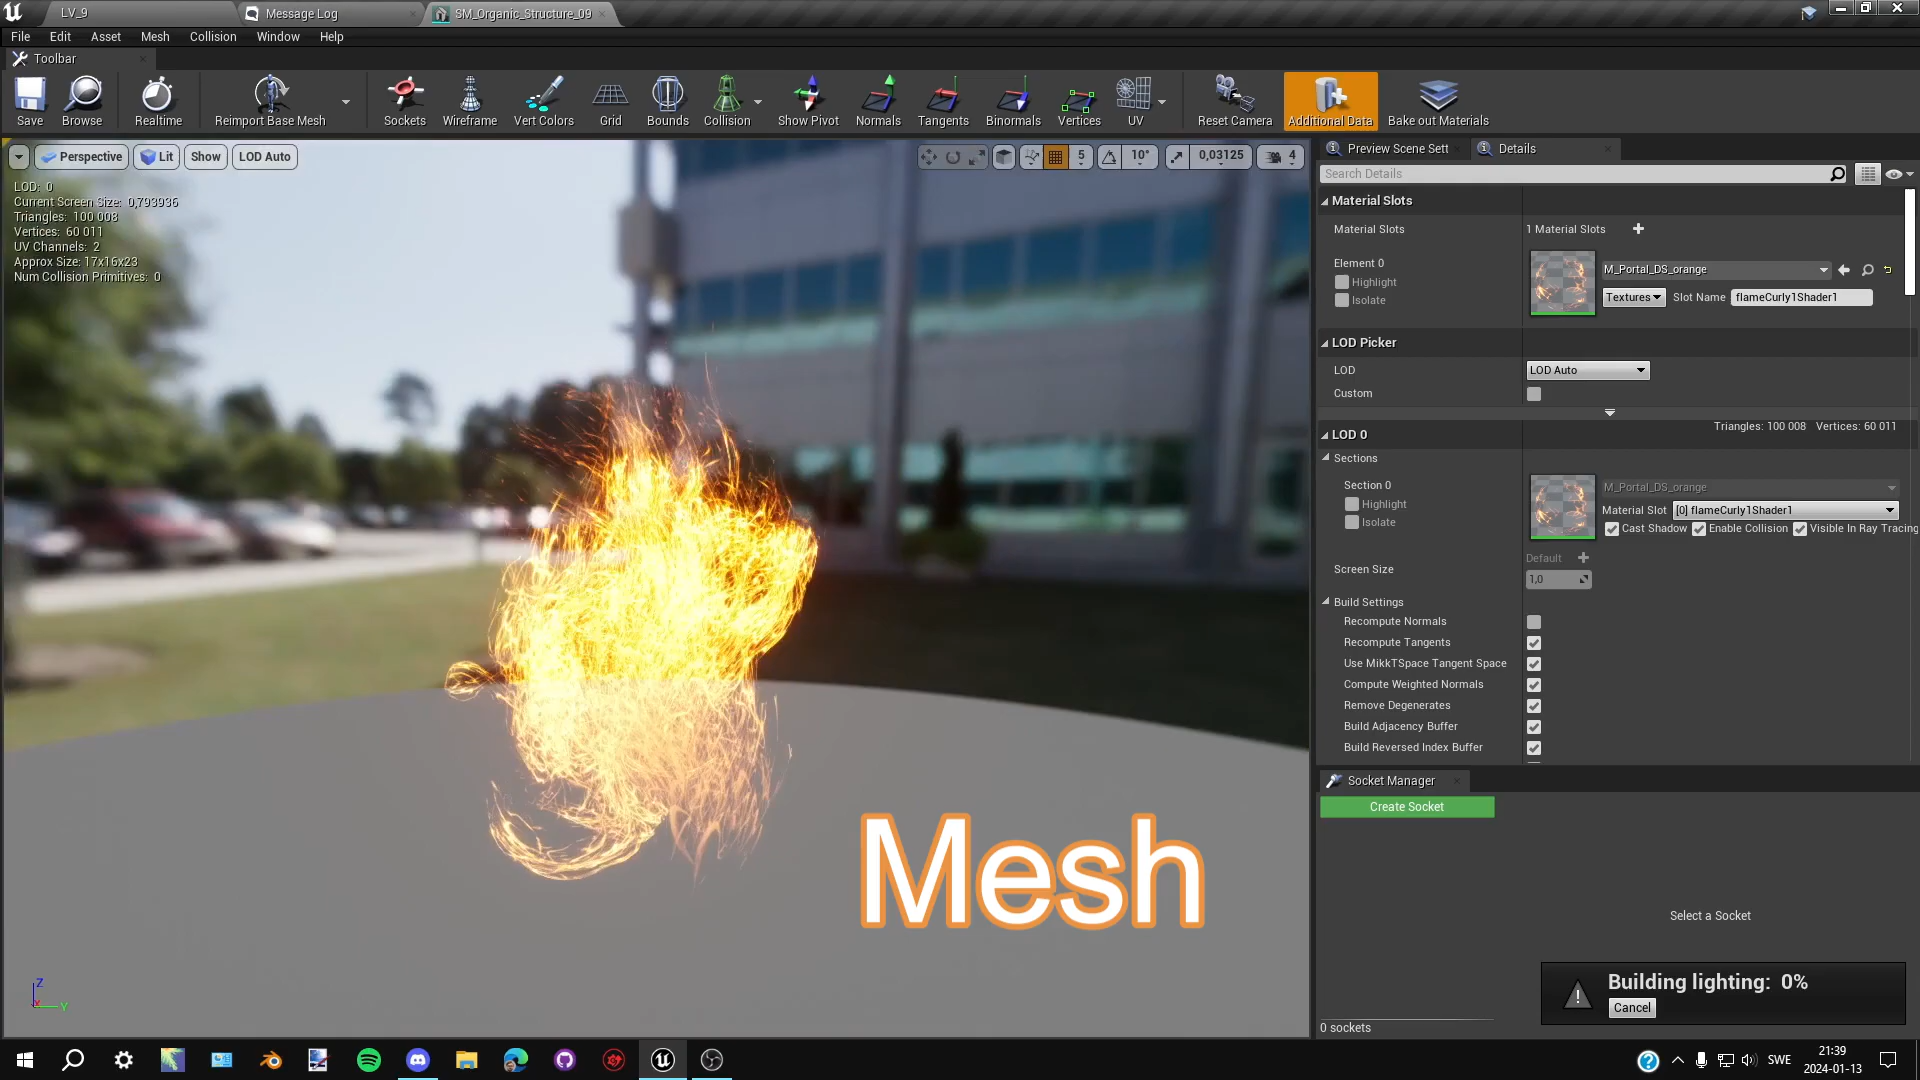 LV_9
Message Log
SM_Organic_Structure_09
File Edit Asset Mesh Collision Window Help
Toolbar
Save Browse Realtime Reimport Base Mesh Sockets Wireframe Vert Colors Grid Bounds Collision Show Pivot Normals Tangents Binormals Vertices UV Reset Camera Additional Data Bake out Materials
Perspective Lit Show LOD Auto 5 10° 0,03125 4
LOD: 0
Current Screen Size: 0,793936
Triangles: 100 008
Vertices: 60 011
UV Channels: 2
Approx Size: 17x16x23
Num Collision Primitives: 0
Preview Scene Sett Details
Search Details
Material Slots
Material Slots 1 Material Slots
Element 0
Highlight
Isolate
M_Portal_DS_orange
Textures Slot Name flameCurly1Shader1
LOD Picker
LOD LOD Auto
Custom
LOD 0
Triangles: 100 008 Vertices: 60 011
Sections
Section 0
Highlight
Isolate
M_Portal_DS_orange
Material Slot [0] flameCurly1Shader1
Cast Shadow Enable Collision Visible In Ray Tracing
Default
Screen Size 1,0
Build Settings
Recompute Normals
Recompute Tangents
Use MikkTSpace Tangent Space
Compute Weighted Normals
Remove Degenerates
Build Adjacency Buffer
Build Reversed Index Buffer
Socket Manager
Create Socket
Select a Socket
0 sockets
Mesh
Z
X
Y
Building lighting: 0%
Cancel
SWE
21:39
2024-01-13